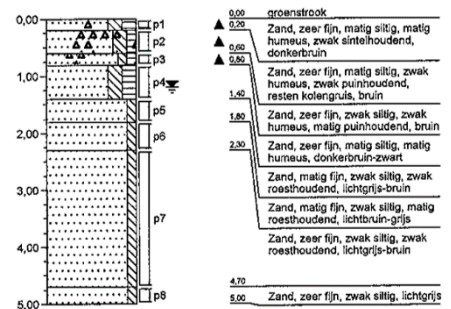 0,00
p1
p2
p3
1,00
p4
p5
2,00
p6
3,00
p7
4,00
p8
5,00
0,00 groenstrook
0,20 Zand, zeer fijn, matig siltig, matig
humeus, zwak sintelhoudend,
donkerbruin
0,60
0,80 Zand, zeer fijn, matig siltig, zwak
humeus, zwak puinhoudend,
resten kolengruis, bruin
1,40 Zand, zeer fijn, zwak siltig, zwak
humeus, matig puinhoudend, bruin
1,80
Zand, zeer fijn, matig siltig, matig
humeus, donkerbruin-zwart
2,30
Zand, matig fijn, zwak siltig, zwak
roesthoudend, lichtgrijs-bruin
Zand, matig fijn, zwak siltig, matig
roesthoudend, lichtbruin-grijs
Zand, zeer fijn, zwak siltig, zwak
roesthoudend, lichtgrijs-bruin
4,70
5,00 Zand, zeer fijn, zwak siltig, lichtgrijs